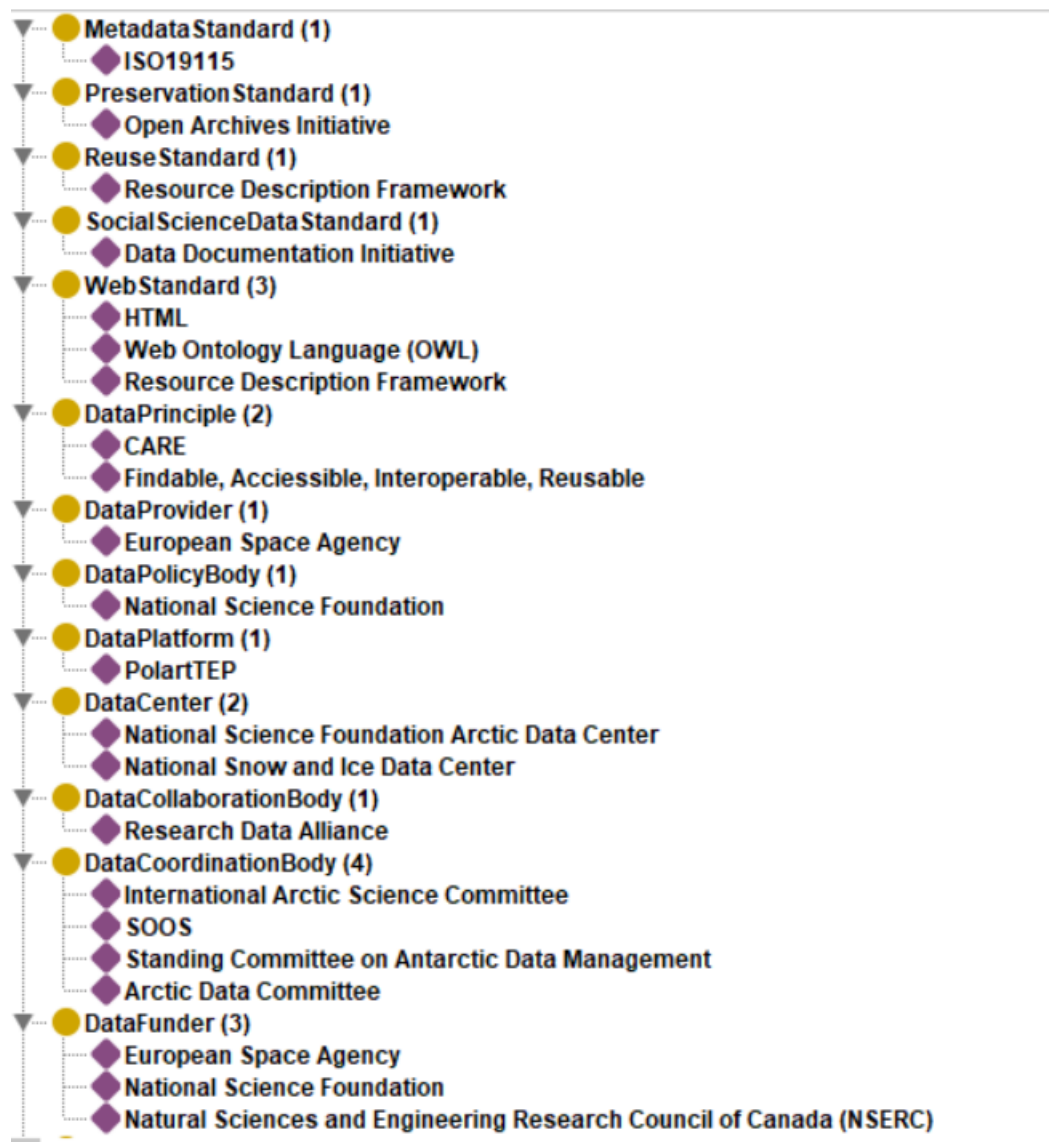 MetadataStandard (1)
ISO19115
PreservationStandard (1)
Open Archives Initiative
ReuseStandard (1)
Resource Description Framework
SocialScienceDataStandard (1)
Data Documentation Initiative
WebStandard (3)
HTML
Web Ontology Language (OWL)
Resource Description Framework
DataPrinciple (2)
CARE
Findable, Acciessible, Interoperable, Reusable
DataProvider (1)
European Space Agency
DataPolicyBody (1)
National Science Foundation
DataPlatform (1)
PolartTEP
DataCenter (2)
National Science Foundation Arctic Data Center
National Snow and Ice Data Center
DataCollaborationBody (1)
Research Data Alliance
DataCoordinationBody (4)
International Arctic Science Committee
SOOS
Standing Committee on Antarctic Data Management
Arctic Data Committee
DataFunder (3)
European Space Agency
National Science Foundation
Natural Sciences and Engineering Research Council of Canada (NSERC)